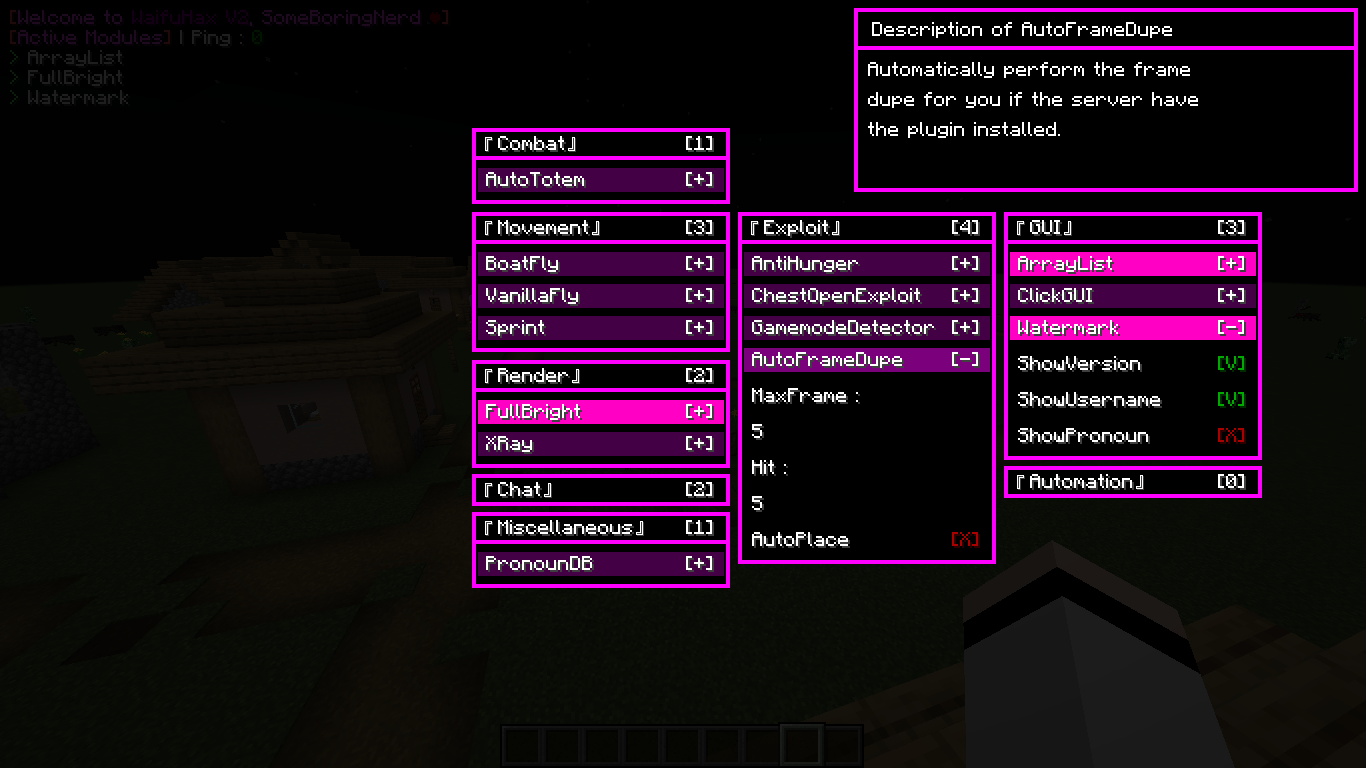 [Welcome to WaifuMax V2, SomeBoringNerd ♥]
[Active Modules] | Ping : 0
> ArrayList
> FullBright
> Watermark
Description of AutoFrameDupe
Automatically perform the frame
dupe for you if the server have
the plugin installed.
『Combat』 [1]
AutoTotem [+]
『Movement』 [3]
BoatFly [+]
VanillaFly [+]
Sprint [+]
『Render』 [2]
FullBright [+]
XRay [+]
『Chat』 [2]
『Miscellaneous』 [1]
PronounDB [+]
『Exploit』 [4]
AntiHunger [+]
ChestOpenExploit [+]
GamemodeDetector [+]
AutoFrameDupe [-]
MaxFrame :
5
Hit :
5
AutoPlace [X]
『GUI』 [3]
ArrayList [+]
ClickGUI [+]
Watermark [-]
ShowVersion [V]
ShowUsername [V]
ShowPronoun [X]
『Automation』 [0]